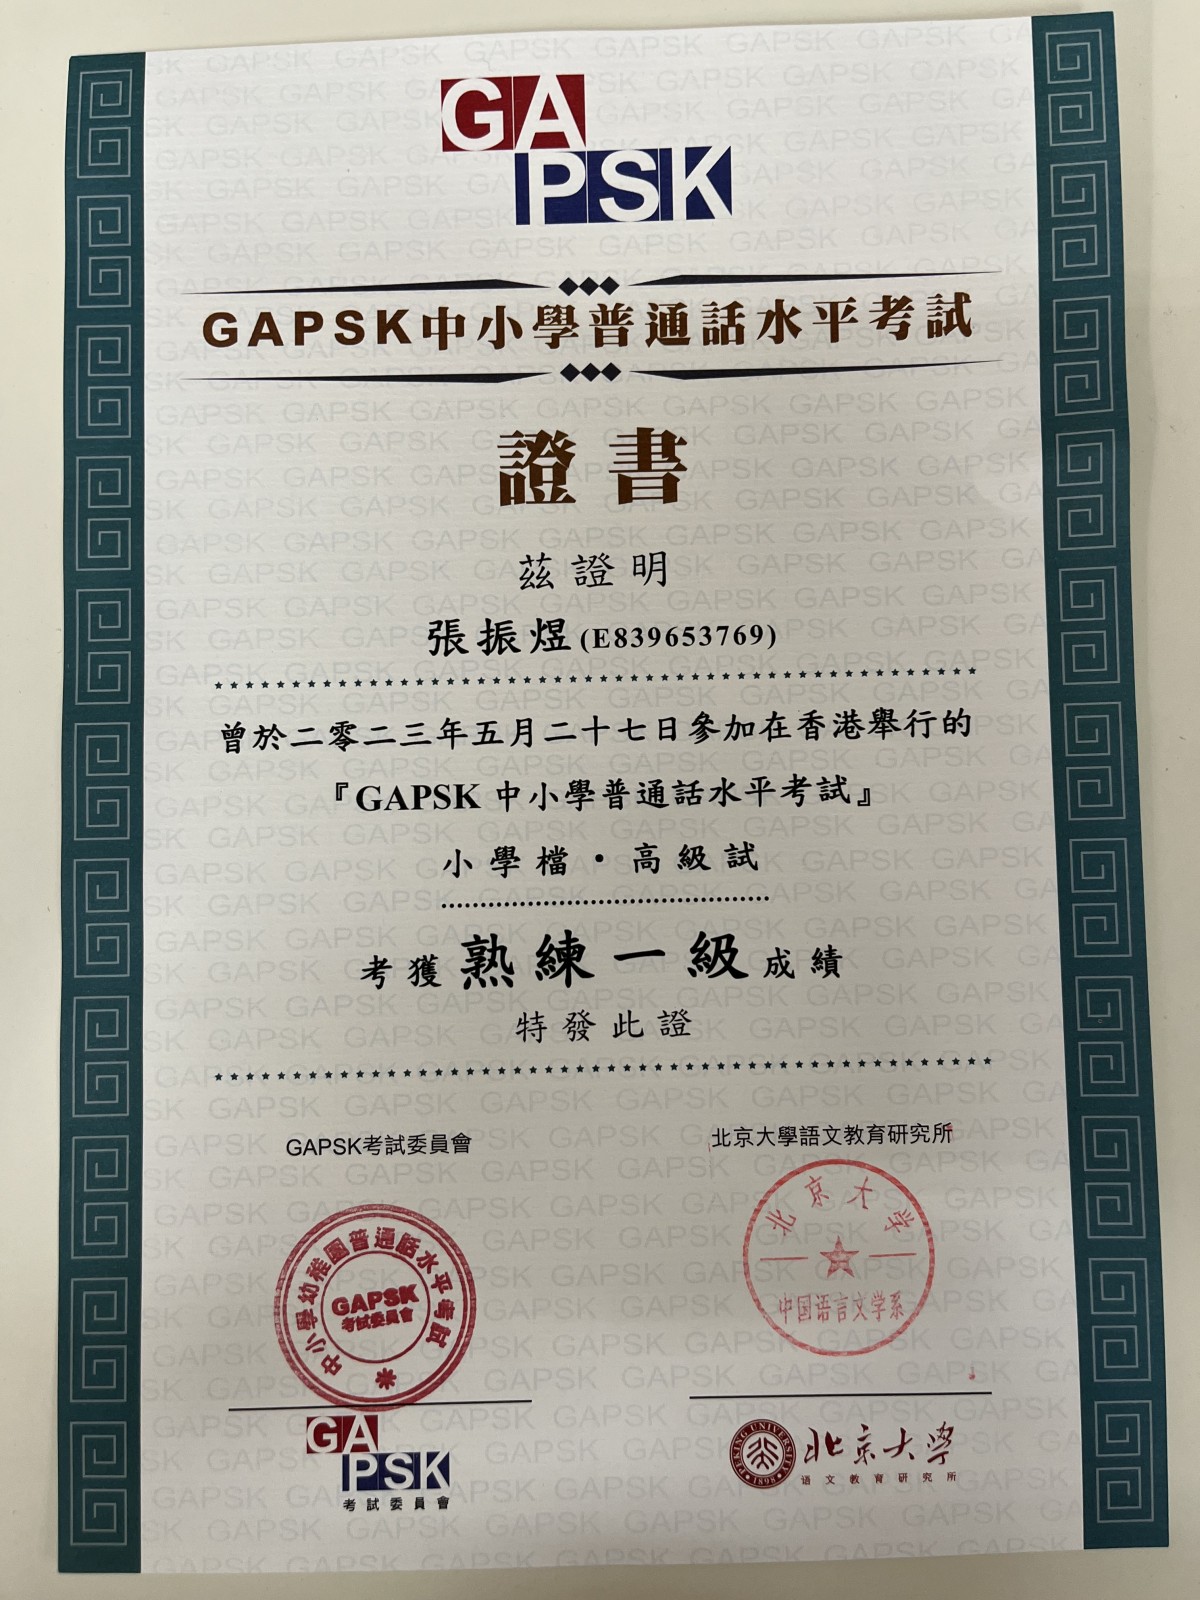 GA
PSK
GAPSK中小學普通話水平考試
證書
茲證明
張振煜(E839653769)
曾於二零二三年五月二十七日參加在香港舉行的
『GAPSK 中小學普通話水平考試』
小學檔・高級試
考獲 熟練一級 成績
特發此證
GAPSK考試委員會
北京大學語文教育研究所
中小學幼稚園普通話水平考試
GAPSK
考試委員會
北京大学
中国语言文学系
GA
PSK
考試委員會
PEKING UNIVERSITY
1898
北京大學
语文教育研究所